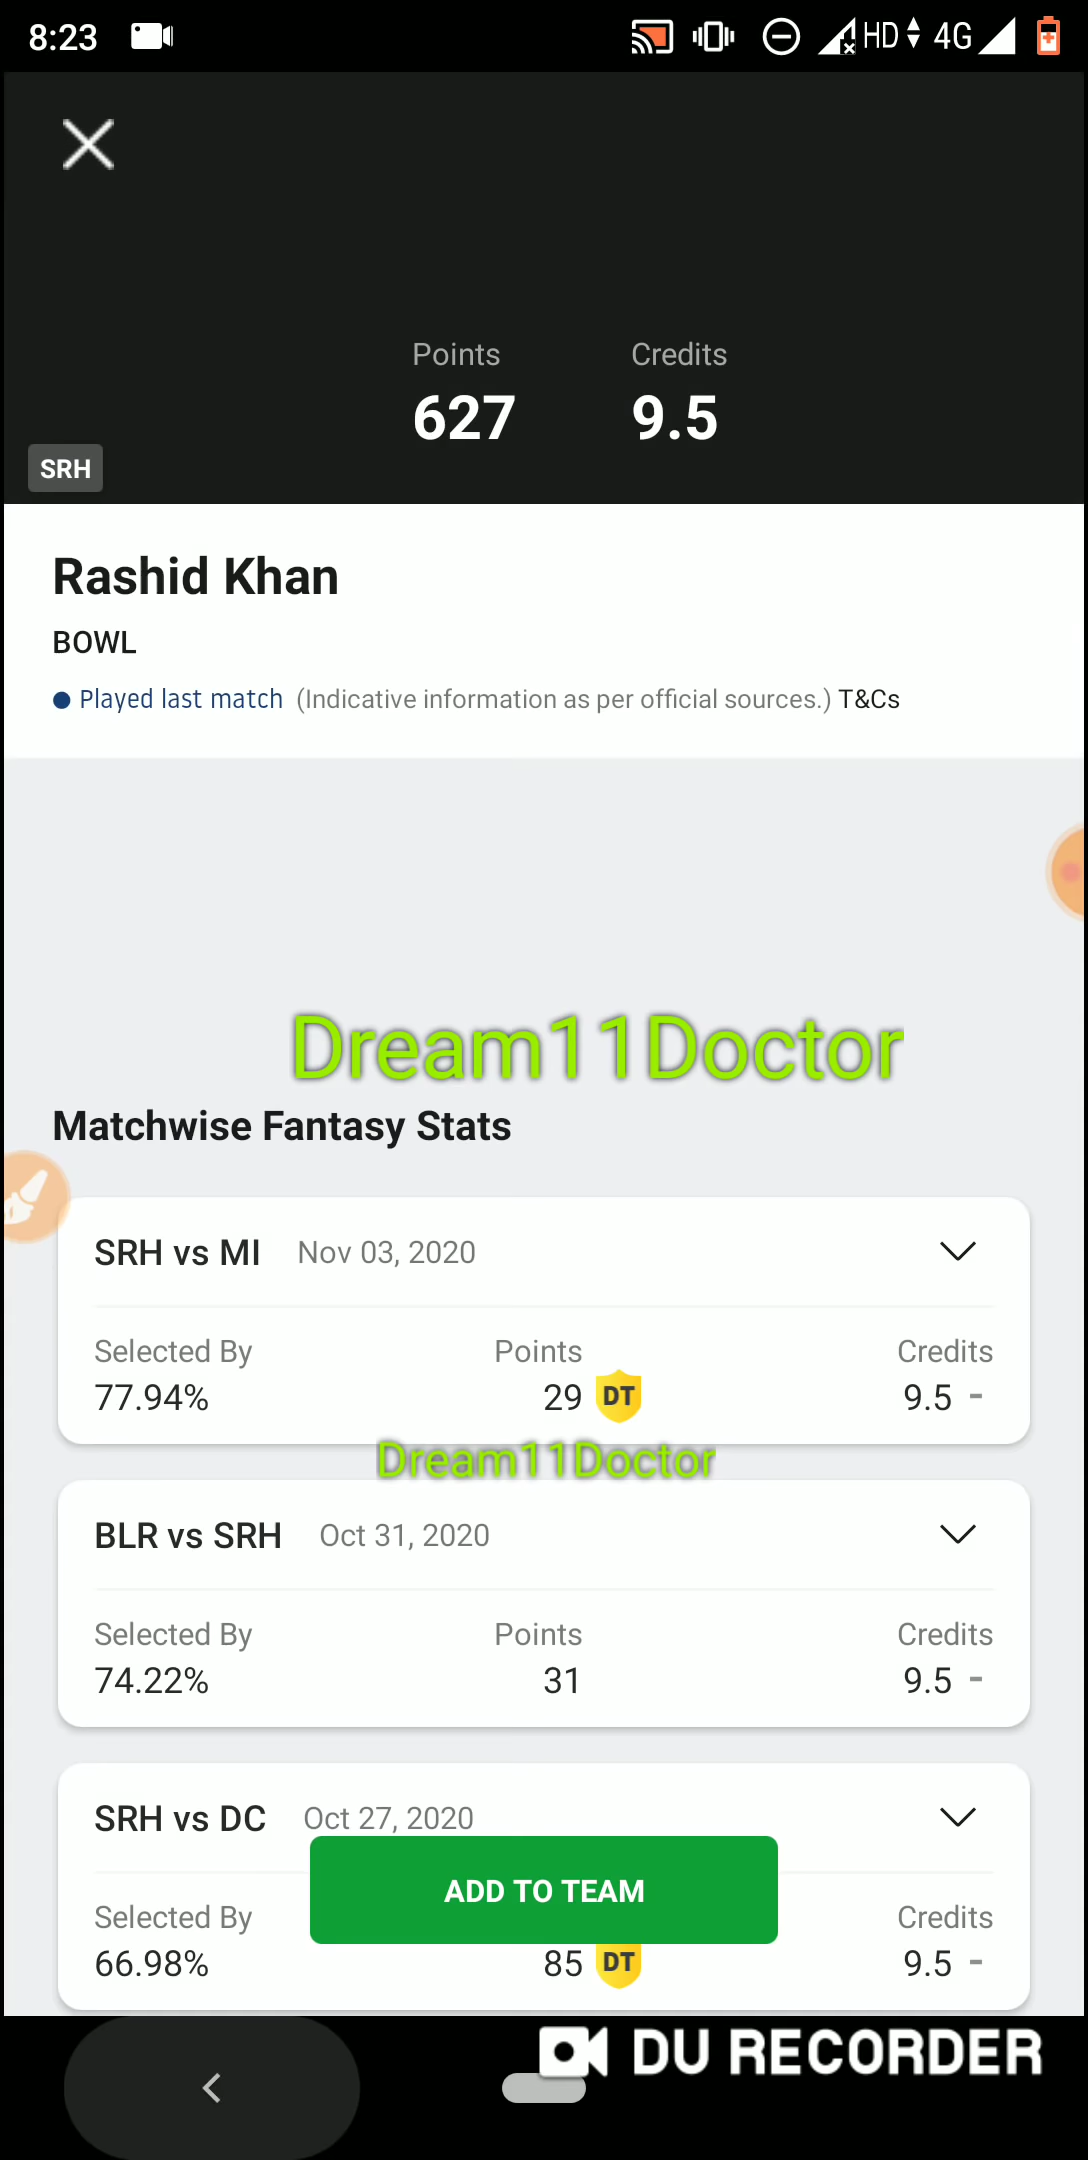 8:23 HD 4G
Points Credits
627 9.5
SRH
Rashid Khan
BOWL
Played last match (Indicative information as per official sources.) T&Cs
Dream11Doctor
Matchwise Fantasy Stats
SRH vs MI Nov 03, 2020
Selected By Points Credits
77.94% 29 DT 9.5 -
Dream11Doctor
BLR vs SRH Oct 31, 2020
Selected By Points Credits
74.22% 31 9.5 -
SRH vs DC Oct 27, 2020
ADD TO TEAM
Selected By Credits
66.98% 85 DT 9.5 -
DU RECORDER